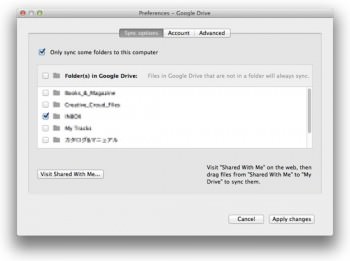 Preferences – Google Drive
Sync options Account Advanced
Only sync some folders to this computer
Folder(s) in Google Drive: Files in Google Drive that are not in a folder will always sync.
Books_&_Magazine
Creative_Croud_Files
INBOX
My Tracks
カタログ&マニュアル
Visit Shared With Me...
Visit "Shared With Me" on the web, then
drag files from "Shared With Me" to "My
Drive" to sync them.
Cancel Apply changes